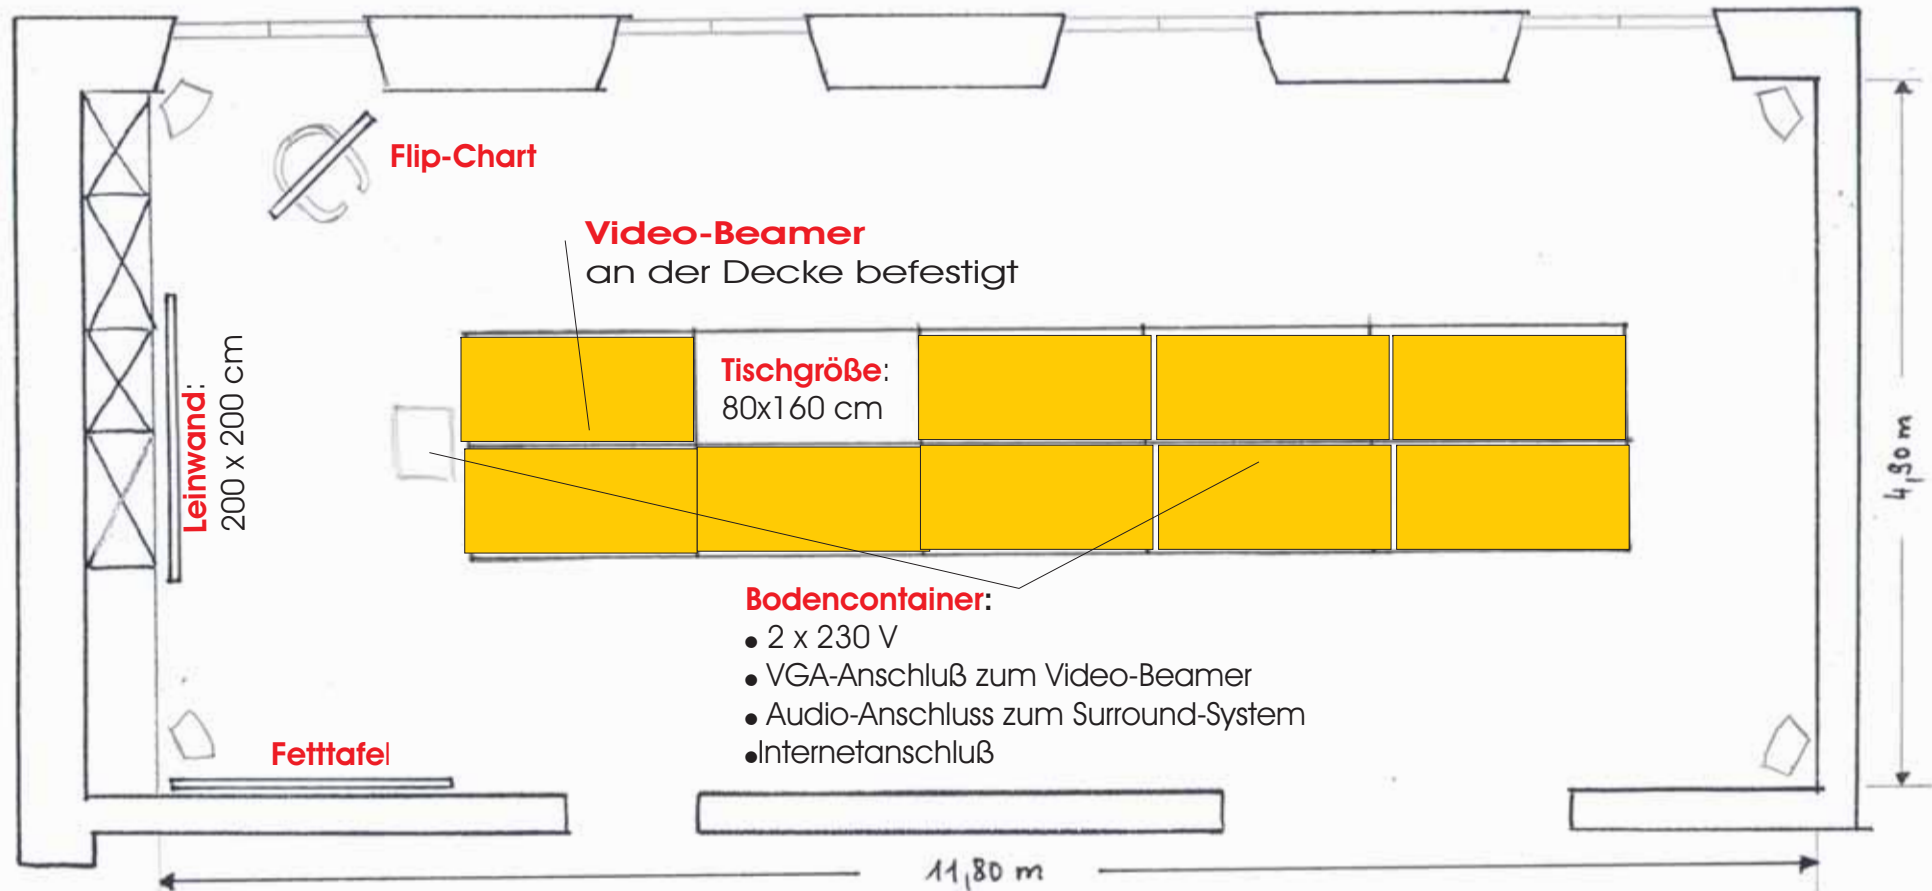 Flip-Chart
Video-Beamer
an der Decke befestigt
Tischgröße:
80x160 cm
Leinwand:
200 x 200 cm
4,90 m
Bodencontainer:
• 2 x 230 V
• VGA-Anschluß zum Video-Beamer
• Audio-Anschluss zum Surround-System
•Internetanschluß
Fetttafel
11,80 m